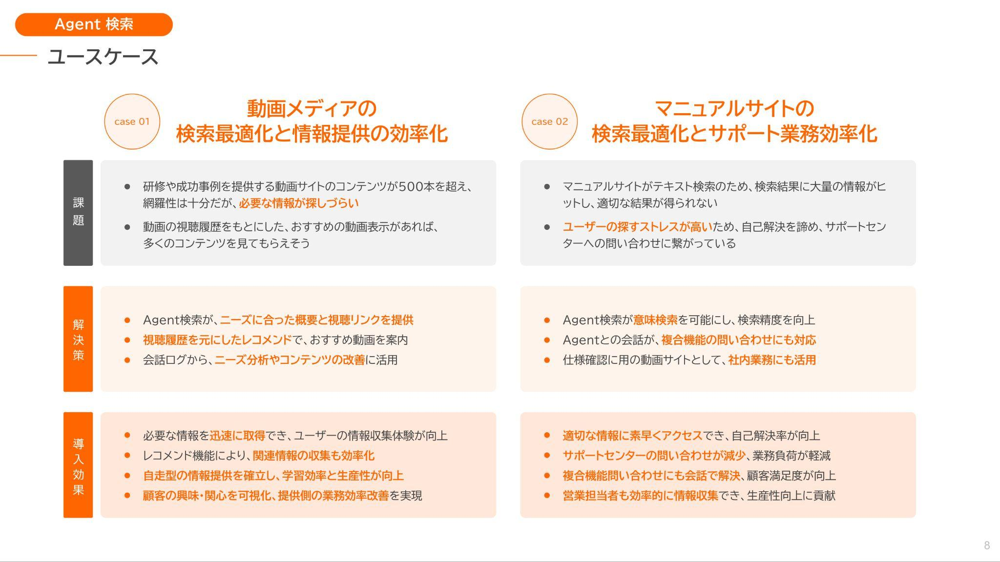 Agent 検索
ユースケース
case 01
動画メディアの
検索最適化と情報提供の効率化
case 02
マニュアルサイトの
検索最適化とサポート業務効率化
課題
● 研修や成功事例を提供する動画サイトのコンテンツが500本を超え、
網羅性は十分だが、必要な情報が探しづらい
● 動画の視聴履歴をもとにした、おすすめの動画表示があれば、
多くのコンテンツを見てもらえそう
● マニュアルサイトがテキスト検索のため、検索結果に大量の情報がヒ
ットし、適切な結果が得られない
● ユーザーの探すストレスが高いため、自己解決を諦め、サポートセン
ターへの問い合わせに繋がっている
解決策
● Agent検索が、ニーズに合った概要と視聴リンクを提供
● 視聴履歴を元にしたレコメンドで、おすすめ動画を案内
● 会話ログから、ニーズ分析やコンテンツの改善に活用
● Agent検索が意味検索を可能にし、検索精度を向上
● Agentとの会話が、複合機能の問い合わせにも対応
● 仕様確認に用の動画サイトとして、社内業務にも活用
導入効果
● 必要な情報を迅速に取得でき、ユーザーの情報収集体験が向上
● レコメンド機能により、関連情報の収集も効率化
● 自走型の情報提供を確立し、学習効率と生産性が向上
● 顧客の興味・関心を可視化、提供側の業務効率改善を実現
● 適切な情報に素早くアクセスでき、自己解決率が向上
● サポートセンターの問い合わせが減少、業務負荷が軽減
● 複合機能問い合わせにも会話で解決、顧客満足度が向上
● 営業担当者も効率的に情報収集でき、生産性向上に貢献
8